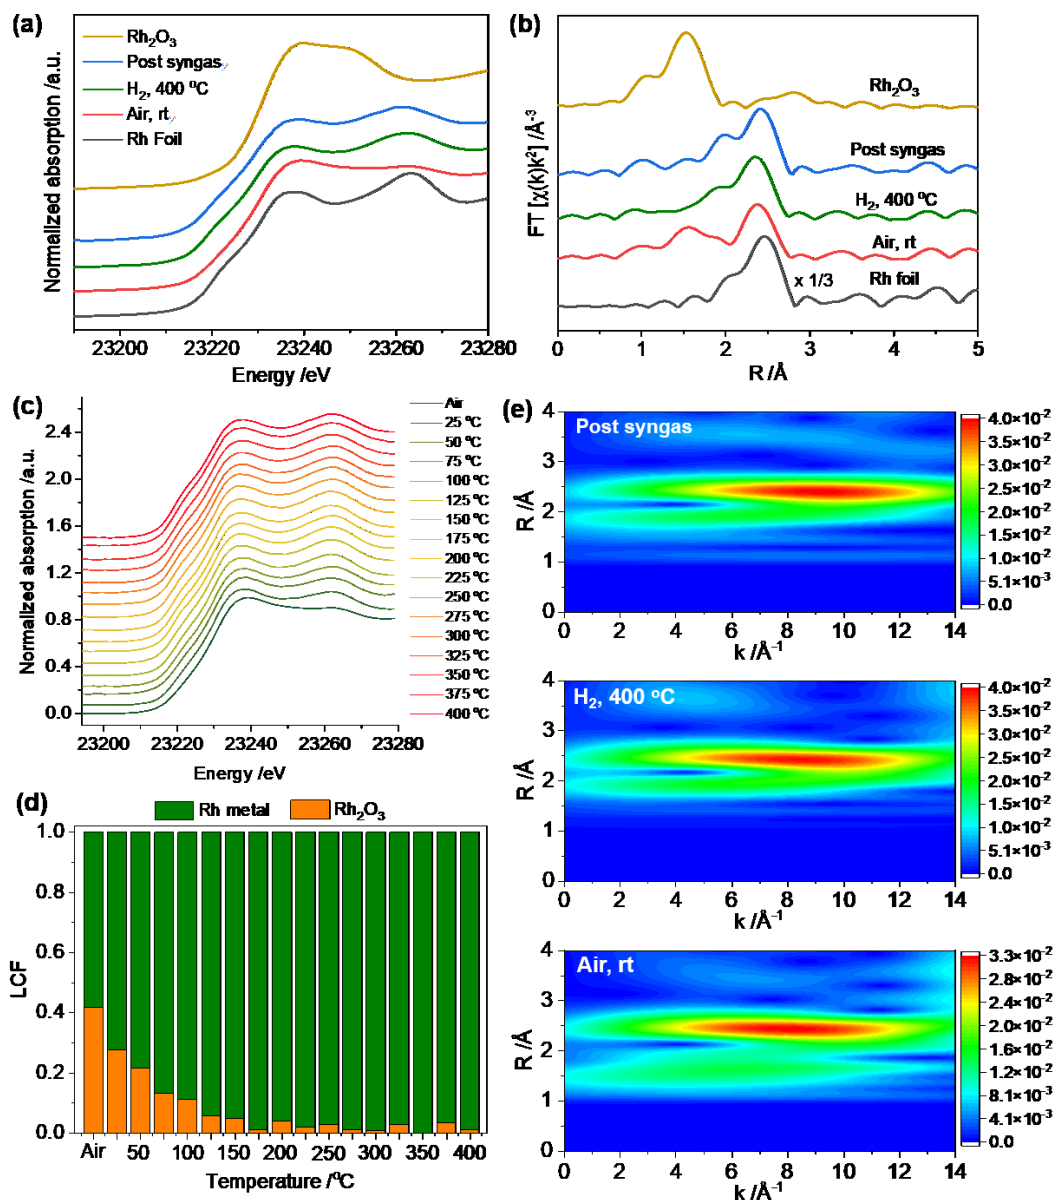 (a)
Rh₂O₃
Post syngas
H₂, 400 °C
Air, rt
Rh Foil
Normalized absorption /a.u.
23200 23220 23240 23260 23280
Energy /eV
(b)
Rh₂O₃
Post syngas
H₂, 400 °C
Air, rt
Rh foil
x 1/3
FT [χ(k)k²] /Å⁻³
0 1 2 3 4 5
R /Å
(c)
Air
25 °C
50 °C
75 °C
100 °C
125 °C
150 °C
175 °C
200 °C
225 °C
250 °C
275 °C
300 °C
325 °C
350 °C
375 °C
400 °C
2.4
1.8
1.2
0.6
0.0
Normalized absorption /a.u.
23200 23220 23240 23260 23280
Energy /eV
(d)
Rh metal
Rh₂O₃
1.0
0.8
0.6
0.4
0.2
0.0
LCF
Air 50 100 150 200 250 300 350 400
Temperature /°C
(e)
Post syngas
4
3
2
1
0
R /Å
0 2 4 6 8 10 12 14
k /Å⁻¹
4.0×10⁻²
3.5×10⁻²
3.0×10⁻²
2.5×10⁻²
2.0×10⁻²
1.5×10⁻²
1.0×10⁻²
5.1×10⁻³
0.0
H₂, 400 °C
4
3
2
1
0
R /Å
0 2 4 6 8 10 12 14
k /Å⁻¹
4.0×10⁻²
3.5×10⁻²
3.0×10⁻²
2.5×10⁻²
2.0×10⁻²
1.5×10⁻²
1.0×10⁻²
5.1×10⁻³
0.0
Air, rt
4
3
2
1
0
R /Å
0 2 4 6 8 10 12 14
k /Å⁻¹
3.3×10⁻²
2.8×10⁻²
2.4×10⁻²
2.0×10⁻²
1.6×10⁻²
1.2×10⁻²
8.1×10⁻³
4.1×10⁻³
0.0